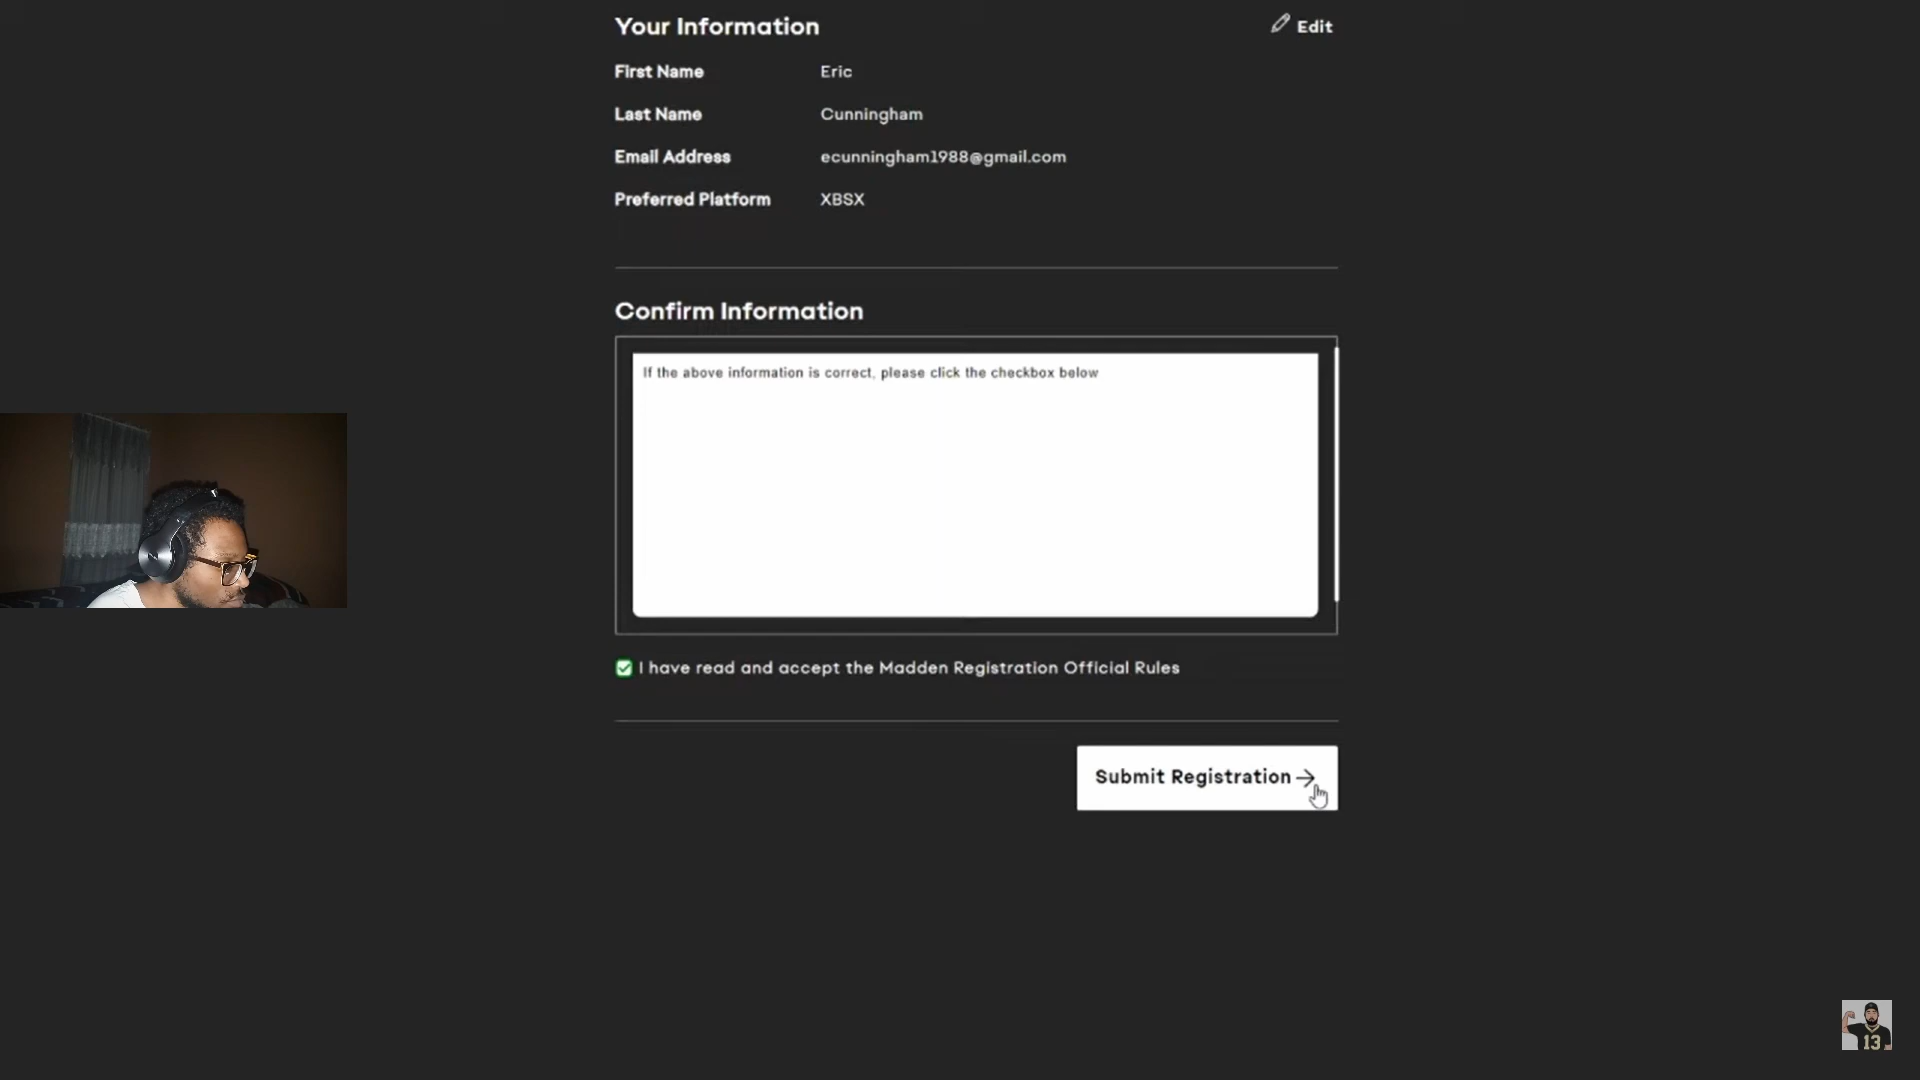 Your Information
Edit
First Name Eric
Last Name Cunningham
Email Address ecunningham1988@gmail.com
Preferred Platform XBSX
Confirm Information
If the above information is correct, please click the checkbox below
I have read and accept the Madden Registration Official Rules
Submit Registration
13